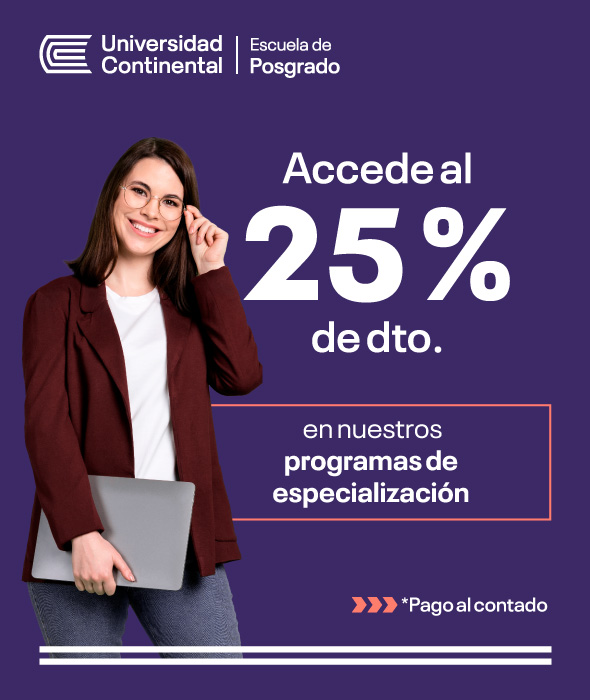 Universidad
Continental
Escuela de
Posgrado
Accede al
25%
de dto.
en nuestros
programas de
especialización
*Pago al contado